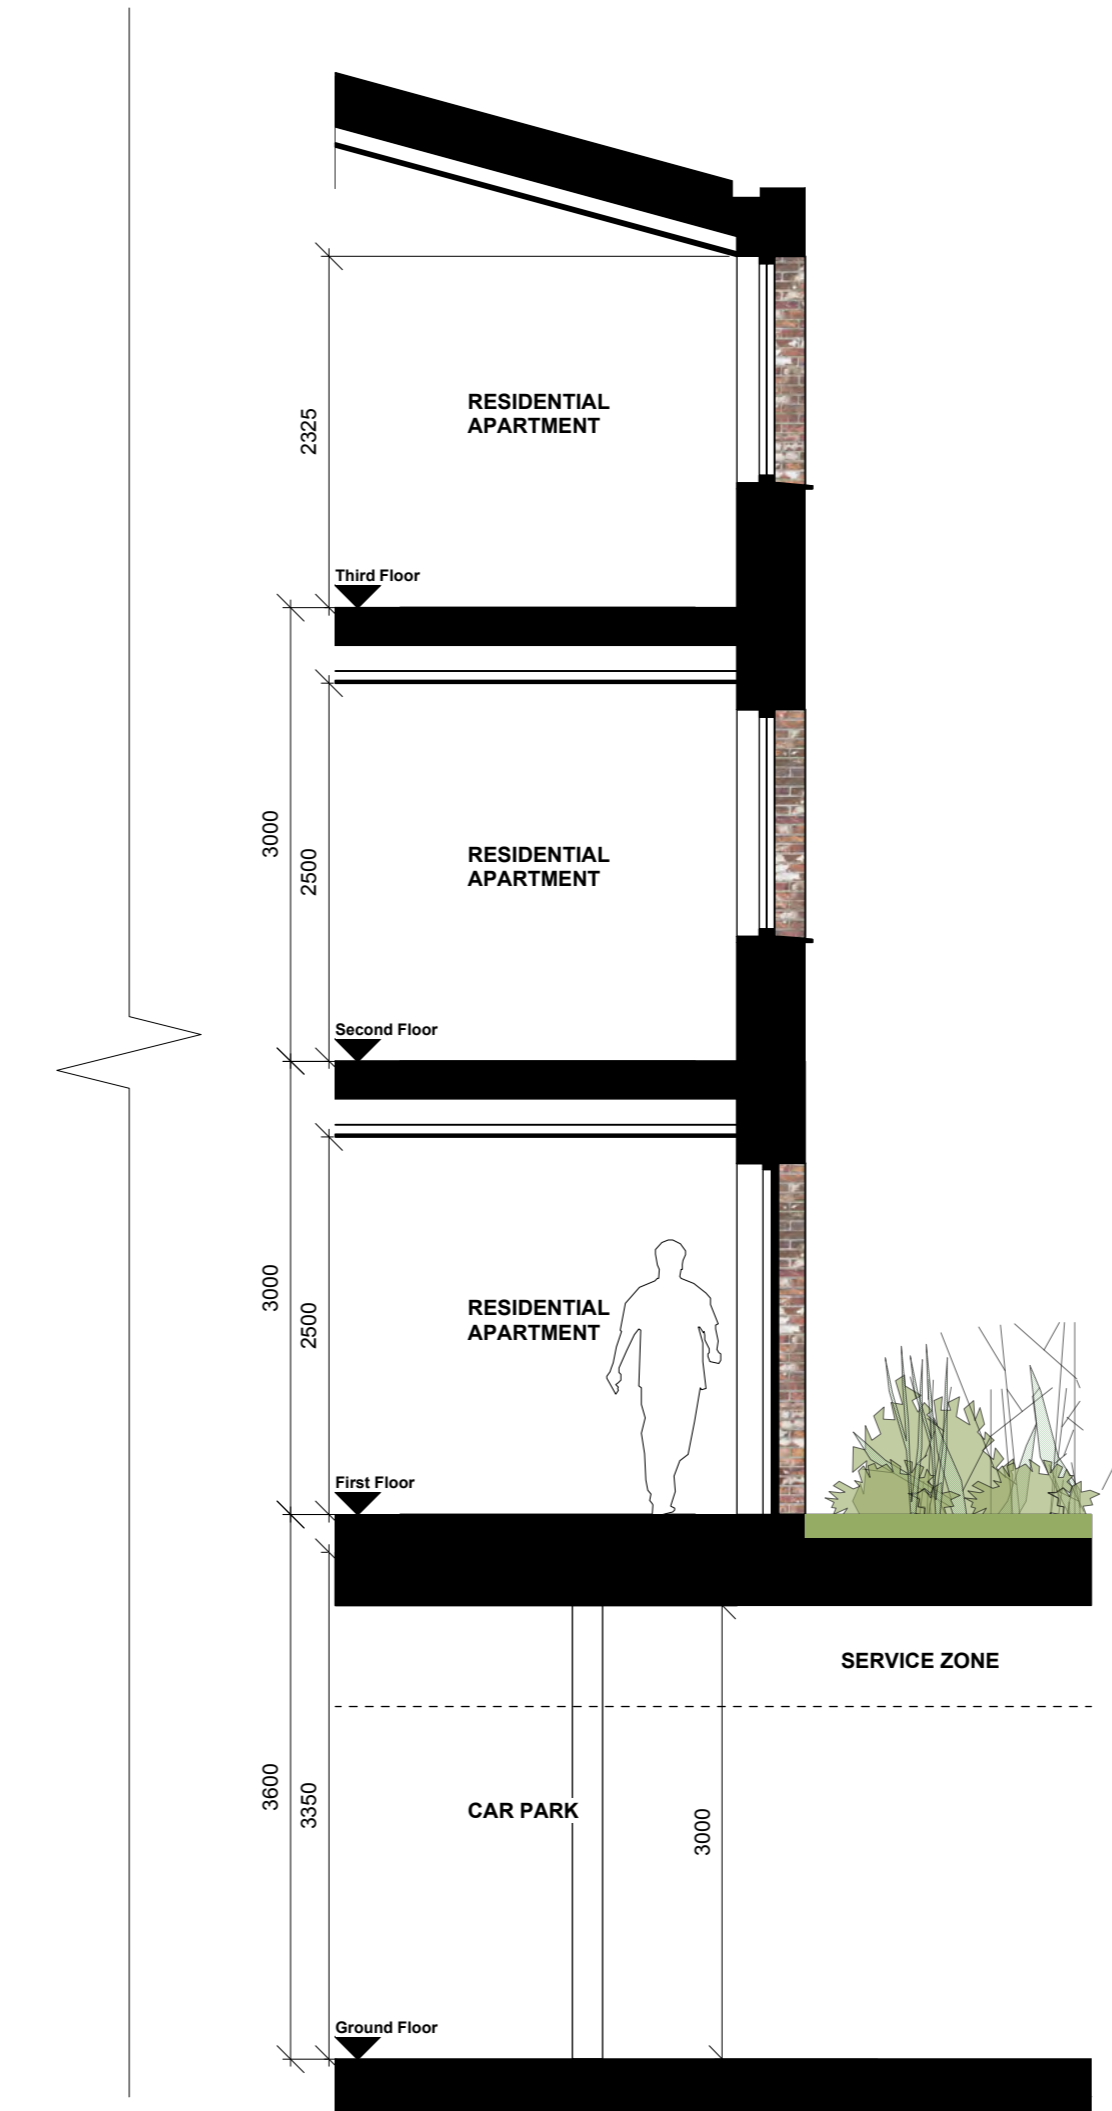 RESIDENTIAL
APARTMENT
2325
Third Floor
3000
2500
RESIDENTIAL
APARTMENT
Second Floor
3000
2500
RESIDENTIAL
APARTMENT
First Floor
SERVICE ZONE
3600
3350
CAR PARK
3000
Ground Floor